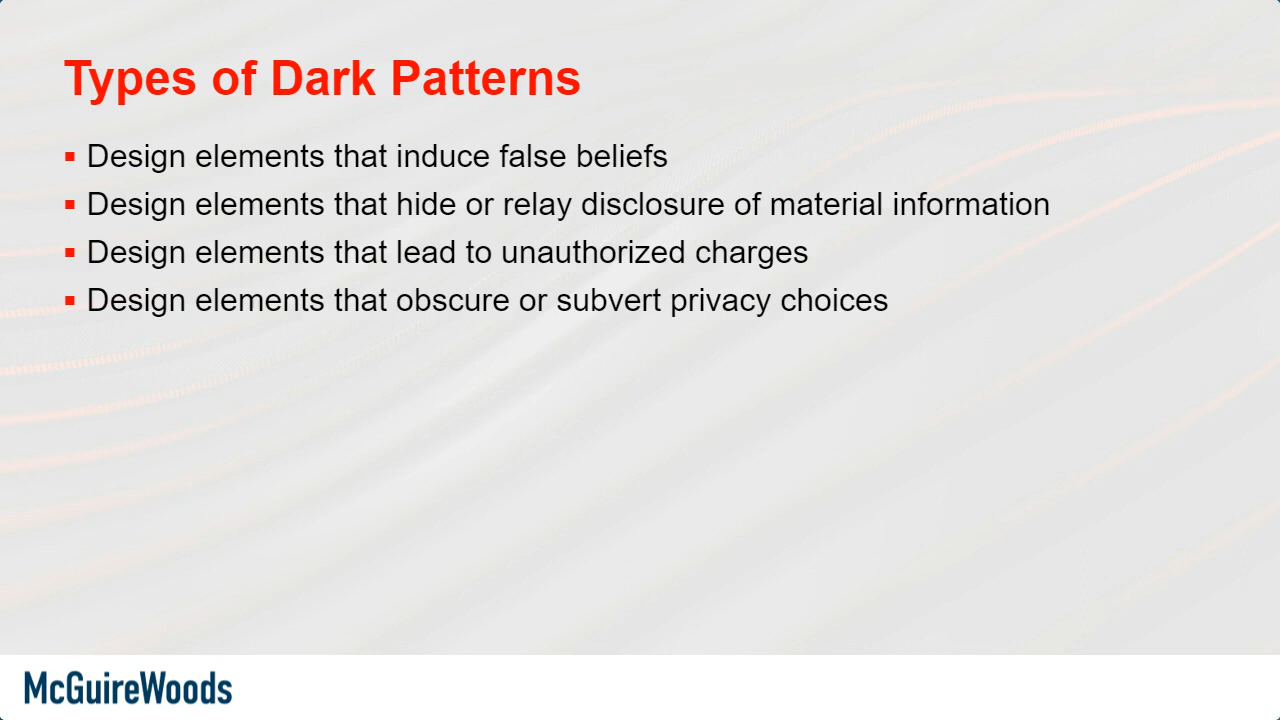 Types of Dark Patterns
▪ Design elements that induce false beliefs
▪ Design elements that hide or relay disclosure of material information
▪ Design elements that lead to unauthorized charges
▪ Design elements that obscure or subvert privacy choices
McGuireWoods